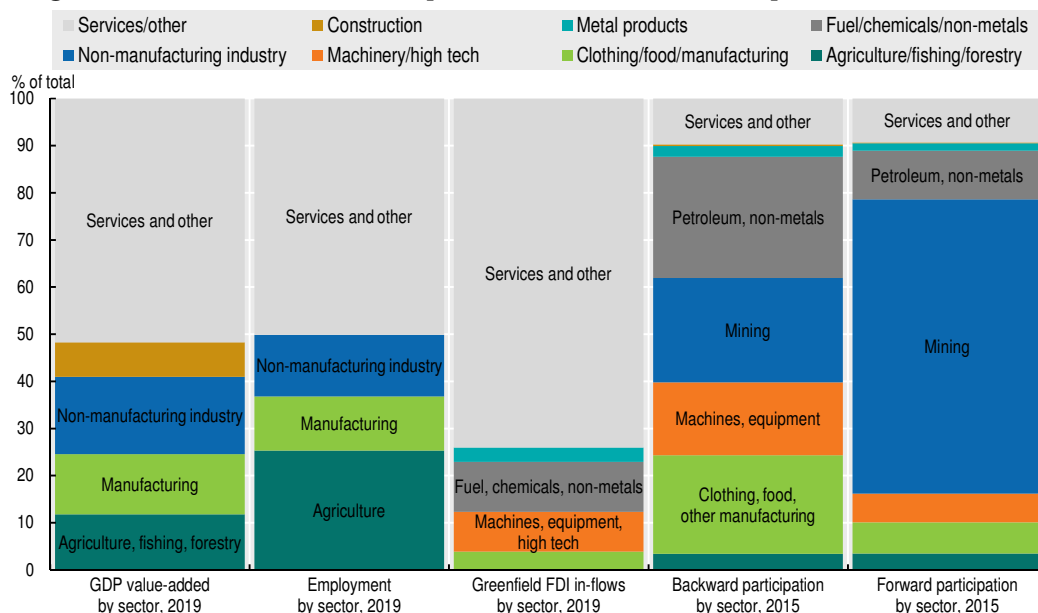 Services/other
Construction
Metal products
Fuel/chemicals/non-metals
Non-manufacturing industry
Machinery/high tech
Clothing/food/manufacturing
Agriculture/fishing/forestry
% of total
100
90
80
70
60
50
40
30
20
10
0
Services and other
Non-manufacturing industry
Manufacturing
Agriculture, fishing, forestry
Services and other
Non-manufacturing industry
Manufacturing
Agriculture
Services and other
Fuel, chemicals, non-metals
Machines, equipment,
high tech
Services and other
Petroleum, non-metals
Mining
Machines, equipment
Clothing, food,
other manufacturing
Services and other
Petroleum, non-metals
Mining
GDP value-added
by sector, 2019
Employment
by sector, 2019
Greenfield FDI in-flows
by sector, 2019
Backward participation
by sector, 2015
Forward participation
by sector, 2015